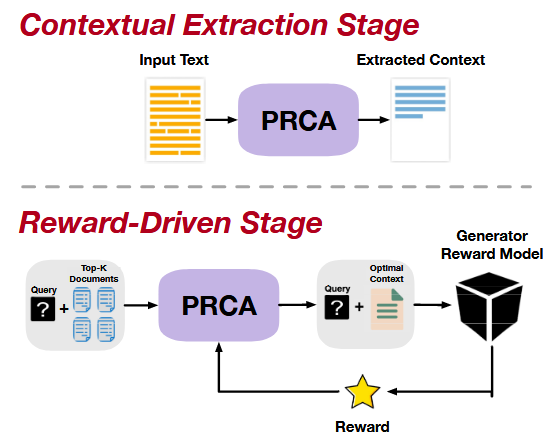 Contextual Extraction Stage
Input Text
Extracted Context
PRCA
Reward-Driven Stage
Generator
Reward Model
Top-K
Documents
Query
?
+
PRCA
Optimal
Context
Query
?
+
Reward